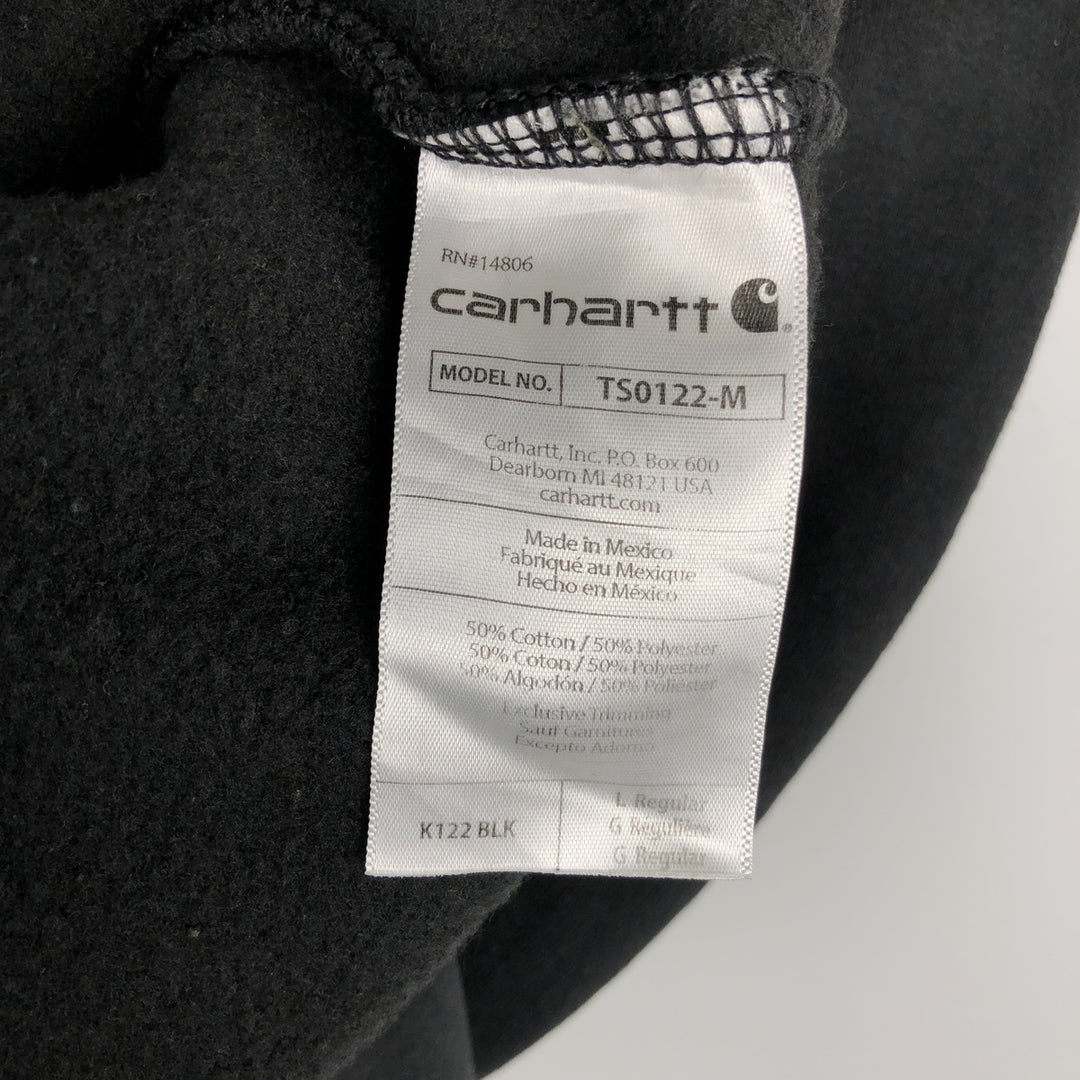 RN#14806
carhartt ®
MODEL NO. TS0122-M
Carhartt, Inc. P.O. Box 600
Dearborn MI 48121 USA
carhartt.com
Made in Mexico
Fabriqué au Mexique
Hecho en México
50% Cotton / 50% Polyester
50% Coton / 50% Polyester
50% Algodón / 50% Poliéster
Exclusive Trimming
Sauf Garnitures
Excepto Adorno
K122 BLK
L Regular
G Regulière
G Regular